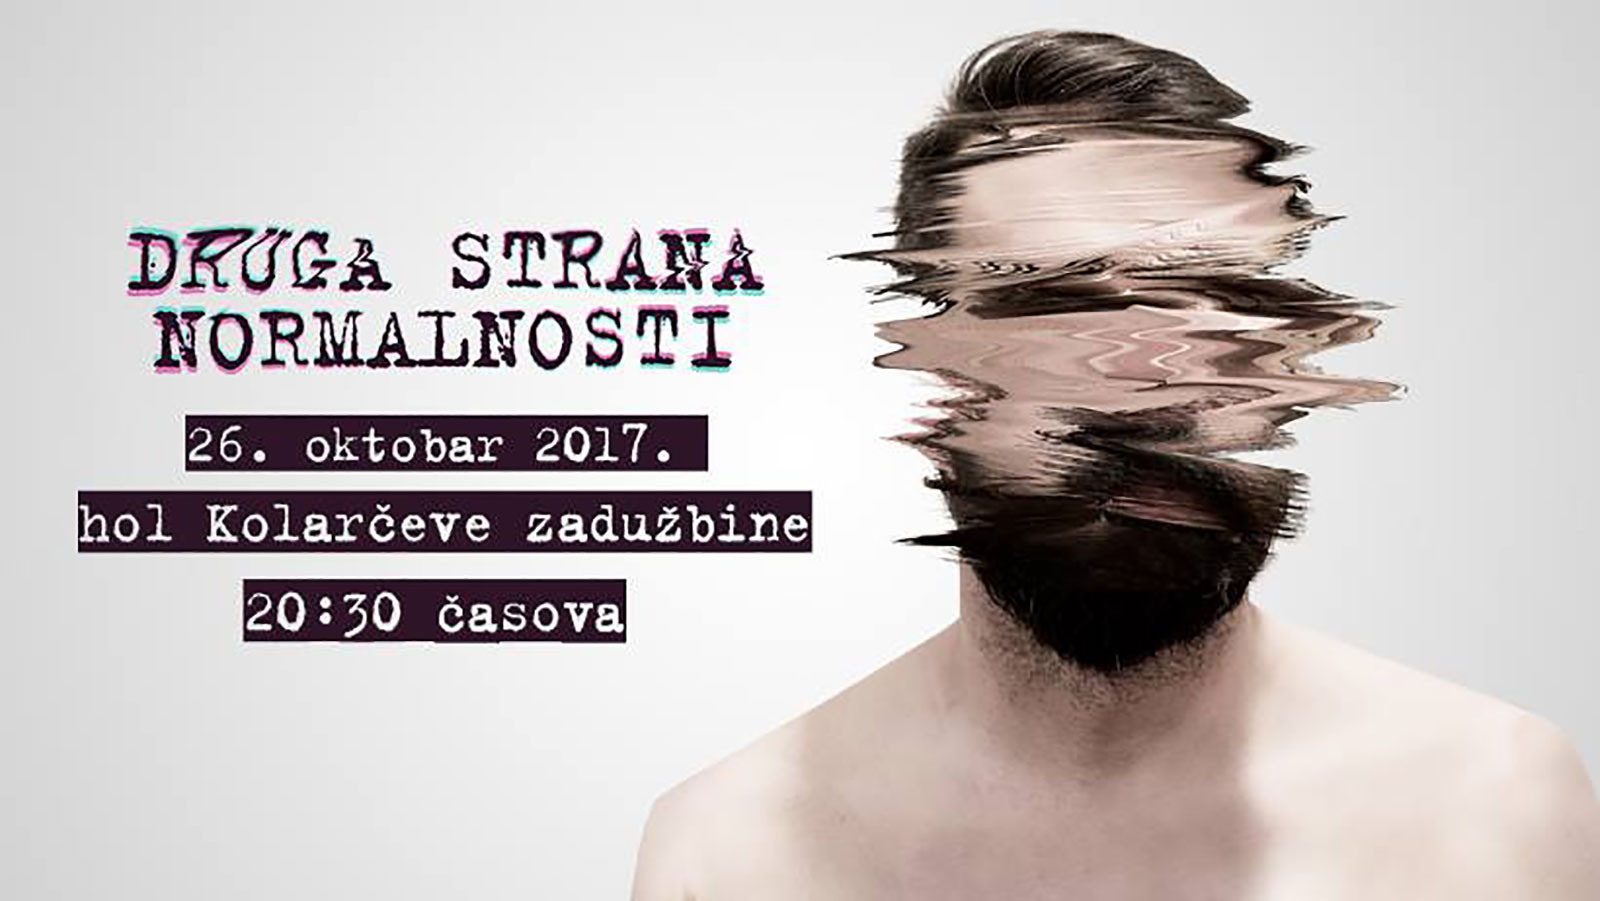 DRUGA STRANA
NORMALNOSTI
26. oktobar 2017.
hol Kolarčeve zadužbine
20:30 časova